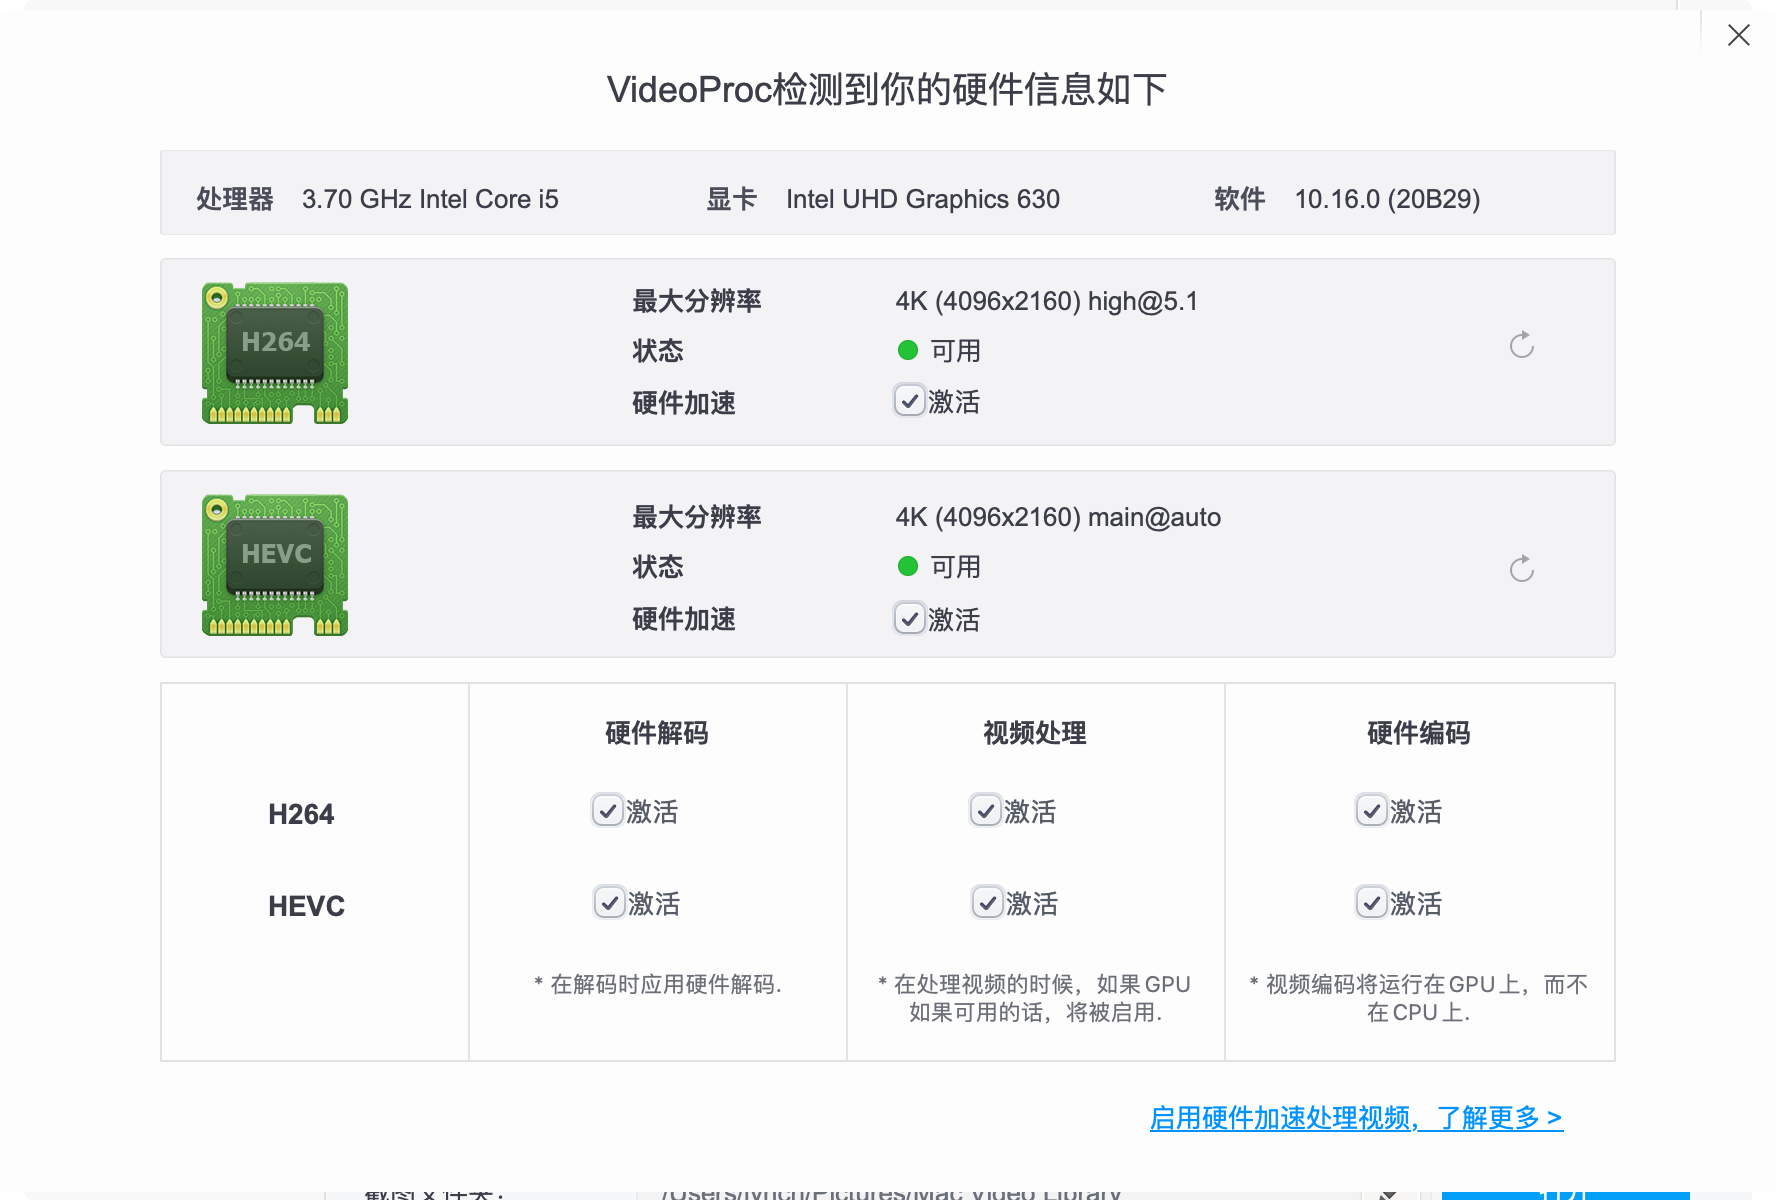 VideoProc检测到你的硬件信息如下
处理器 3.70 GHz Intel Core i5 显卡 Intel UHD Graphics 630 软件 10.16.0 (20B29)
H264
最大分辨率 4K (4096x2160) high@5.1
状态 可用
硬件加速 激活
HEVC
最大分辨率 4K (4096x2160) main@auto
状态 可用
硬件加速 激活
硬件解码 视频处理 硬件编码
H264 激活 激活 激活
HEVC 激活 激活 激活
* 在解码时应用硬件解码.
* 在处理视频的时候，如果GPU
如果可用的话，将被启用.
* 视频编码将运行在GPU上，而不
在CPU上.
启用硬件加速处理视频，了解更多 >
/Users/lynch/Pictures/Mac Video Library